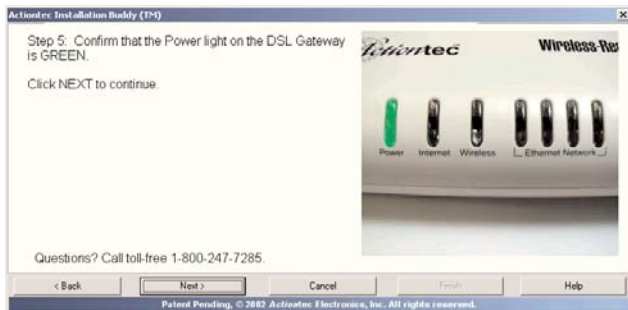 Actiontec Installation Buddy (TM)
Step 5: Confirm that the Power light on the DSL Gateway
is GREEN.
Click NEXT to continue.
Actiontec
Wireless-Re
Power Internet Wireless Ethernet Network
Questions? Call toll-free 1-800-247-7285.
< Back
Next >
Cancel
Finish
Help
Patent Pending, © 2002 Actiontec Electronics, Inc. All rights reserved.